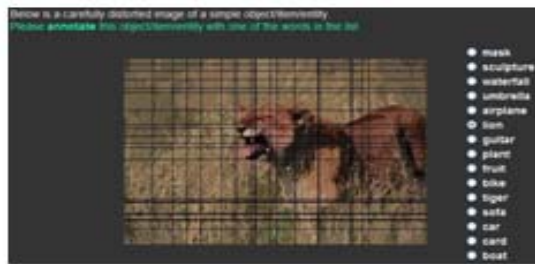 Below is a carefully distorted image of a simple object/item/entity
Please annotate this object/item/entity with one of the words in the list
mask
sculpture
waterfall
umbrella
airplane
lion
guitar
plant
fruit
bike
tiger
sofa
car
card
boat